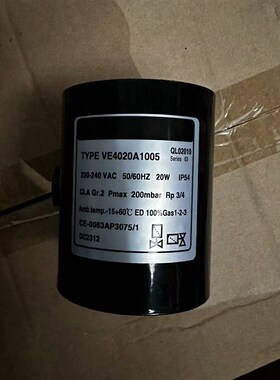 TYPE VE4020A1005
QL02010
Series 03
220-240 VAC 50/60HZ 20W IP54
CLA Gr.2 Pmax 200mbar Rp 3/4
Amb.temp.-15+60°C ED 100%Gas1-2-3
CE-0063AP3075/1
DC2312